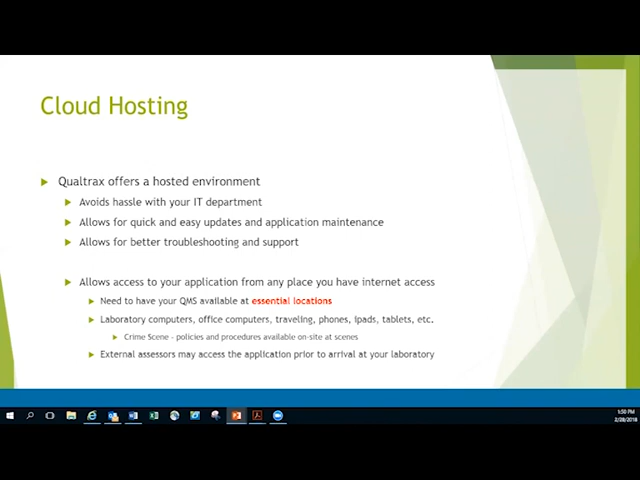 Cloud Hosting
Qualtrax offers a hosted environment
Avoids hassle with your IT department
Allows for quick and easy updates and application maintenance
Allows for better troubleshooting and support
Allows access to your application from any place you have internet access
Need to have your QMS available at essential locations
Laboratory computers, office computers, traveling, phones, ipads, tablets, etc.
Crime Scene – policies and procedures available on-site at scenes
External assessors may access the application prior to arrival at your laboratory
1:50 PM
2/28/2018